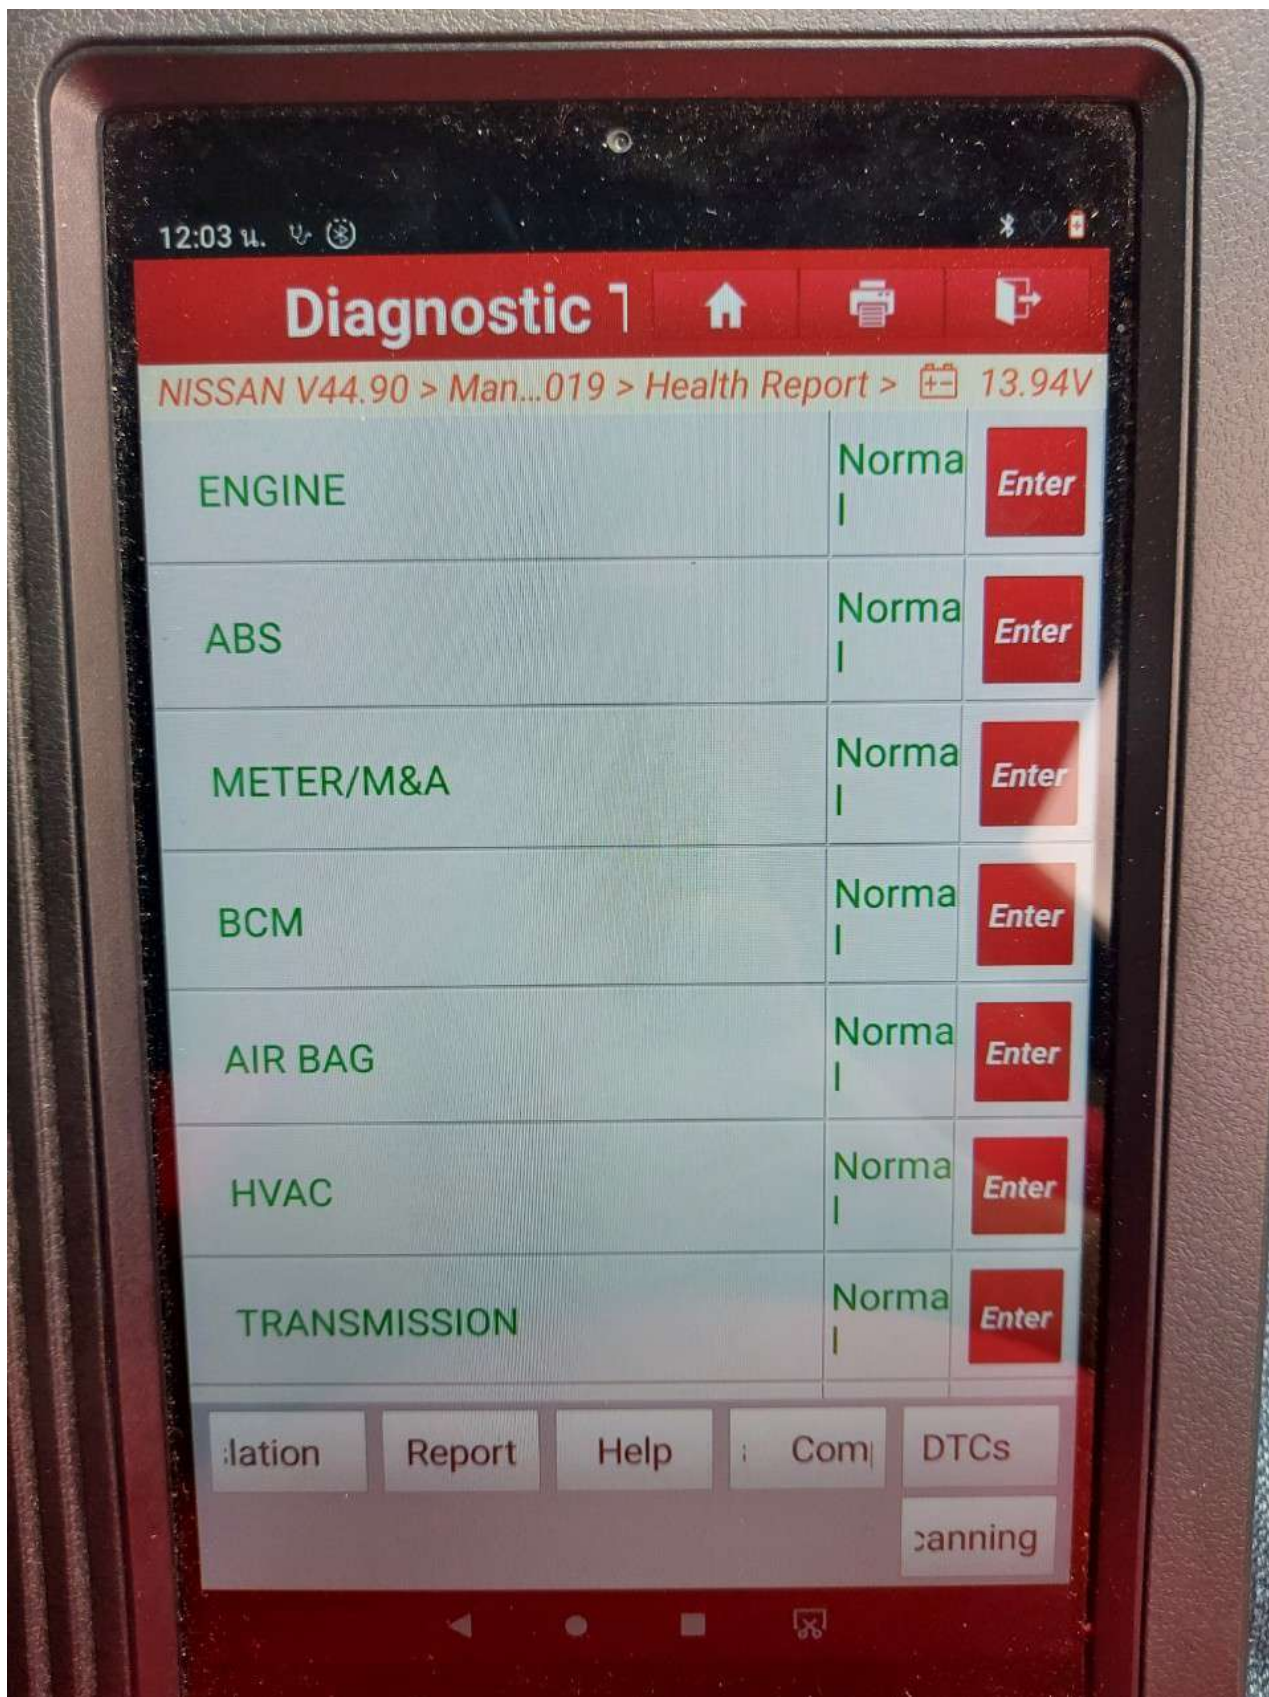 12:03 น.
Diagnostic T
NISSAN V44.90 > Man...019 > Health Report > 13.94V
ENGINE
Norma
l
Enter
ABS
Norma
l
Enter
METER/M&A
Norma
l
Enter
BCM
Norma
l
Enter
AIR BAG
Norma
l
Enter
HVAC
Norma
l
Enter
TRANSMISSION
Norma
l
Enter
lation Report Help Com DTCs
canning